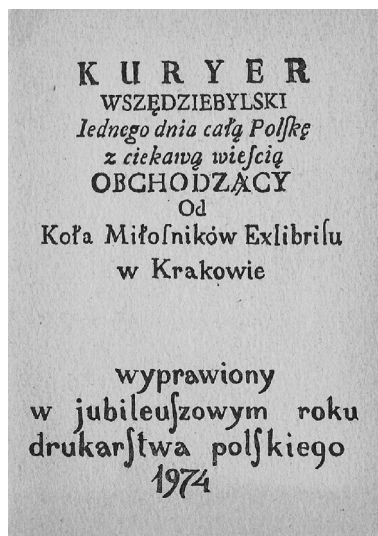 KURYER
WSZĘDZIEBYLSKI
Iednego dnia całą Polſkę
z ciekawą wieſcią
OBCHODZĄCY
Od
Koła Miłoſników Exlibriſu
w Krakowie
wyprawiony
w jubileuſzowym roku
drukarſtwa polſkiego
1974